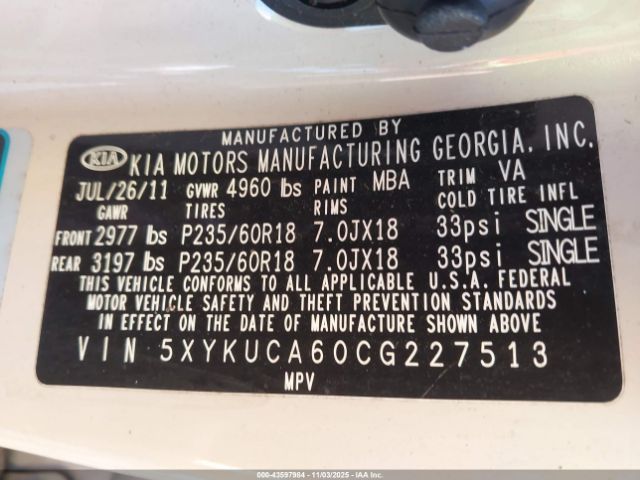 MANUFACTURED BY
KIA KIA MOTORS MANUFACTURING GEORGIA, INC.
JUL/26/11 GVWR 4960 lbs PAINT MBA TRIM VA
GAWR TIRES RIMS COLD TIRE INFL
FRONT 2977 lbs P235/60R18 7.0JX18 33psi SINGLE
REAR 3197 lbs P235/60R18 7.0JX18 33psi SINGLE
THIS VEHICLE CONFORMS TO ALL APPLICABLE U.S.A. FEDERAL
MOTOR VEHICLE SAFETY AND THEFT PREVENTION STANDARDS
IN EFFECT ON THE DATE OF MANUFACTURE SHOWN ABOVE
VIN 5XYKUCA60CG227513
MPV
000-43597984 - 11/03/2025 - IAA Inc.